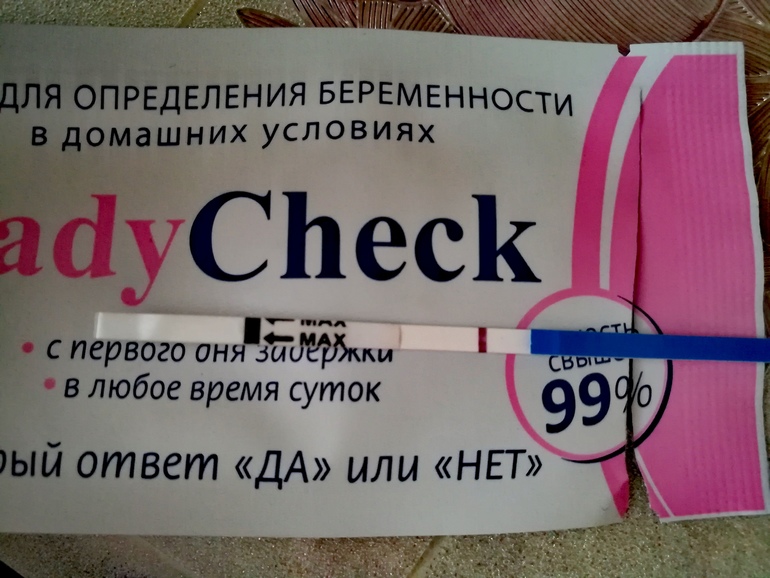 ДЛЯ ОПРЕДЕЛЕНИЯ БЕРЕМЕННОСТИ
в домашних условиях
adyCheck
MAX
MAX
• с первого дня задержки
• в любое время суток
свыше
99%
рый ответ «ДА» или «НЕТ»